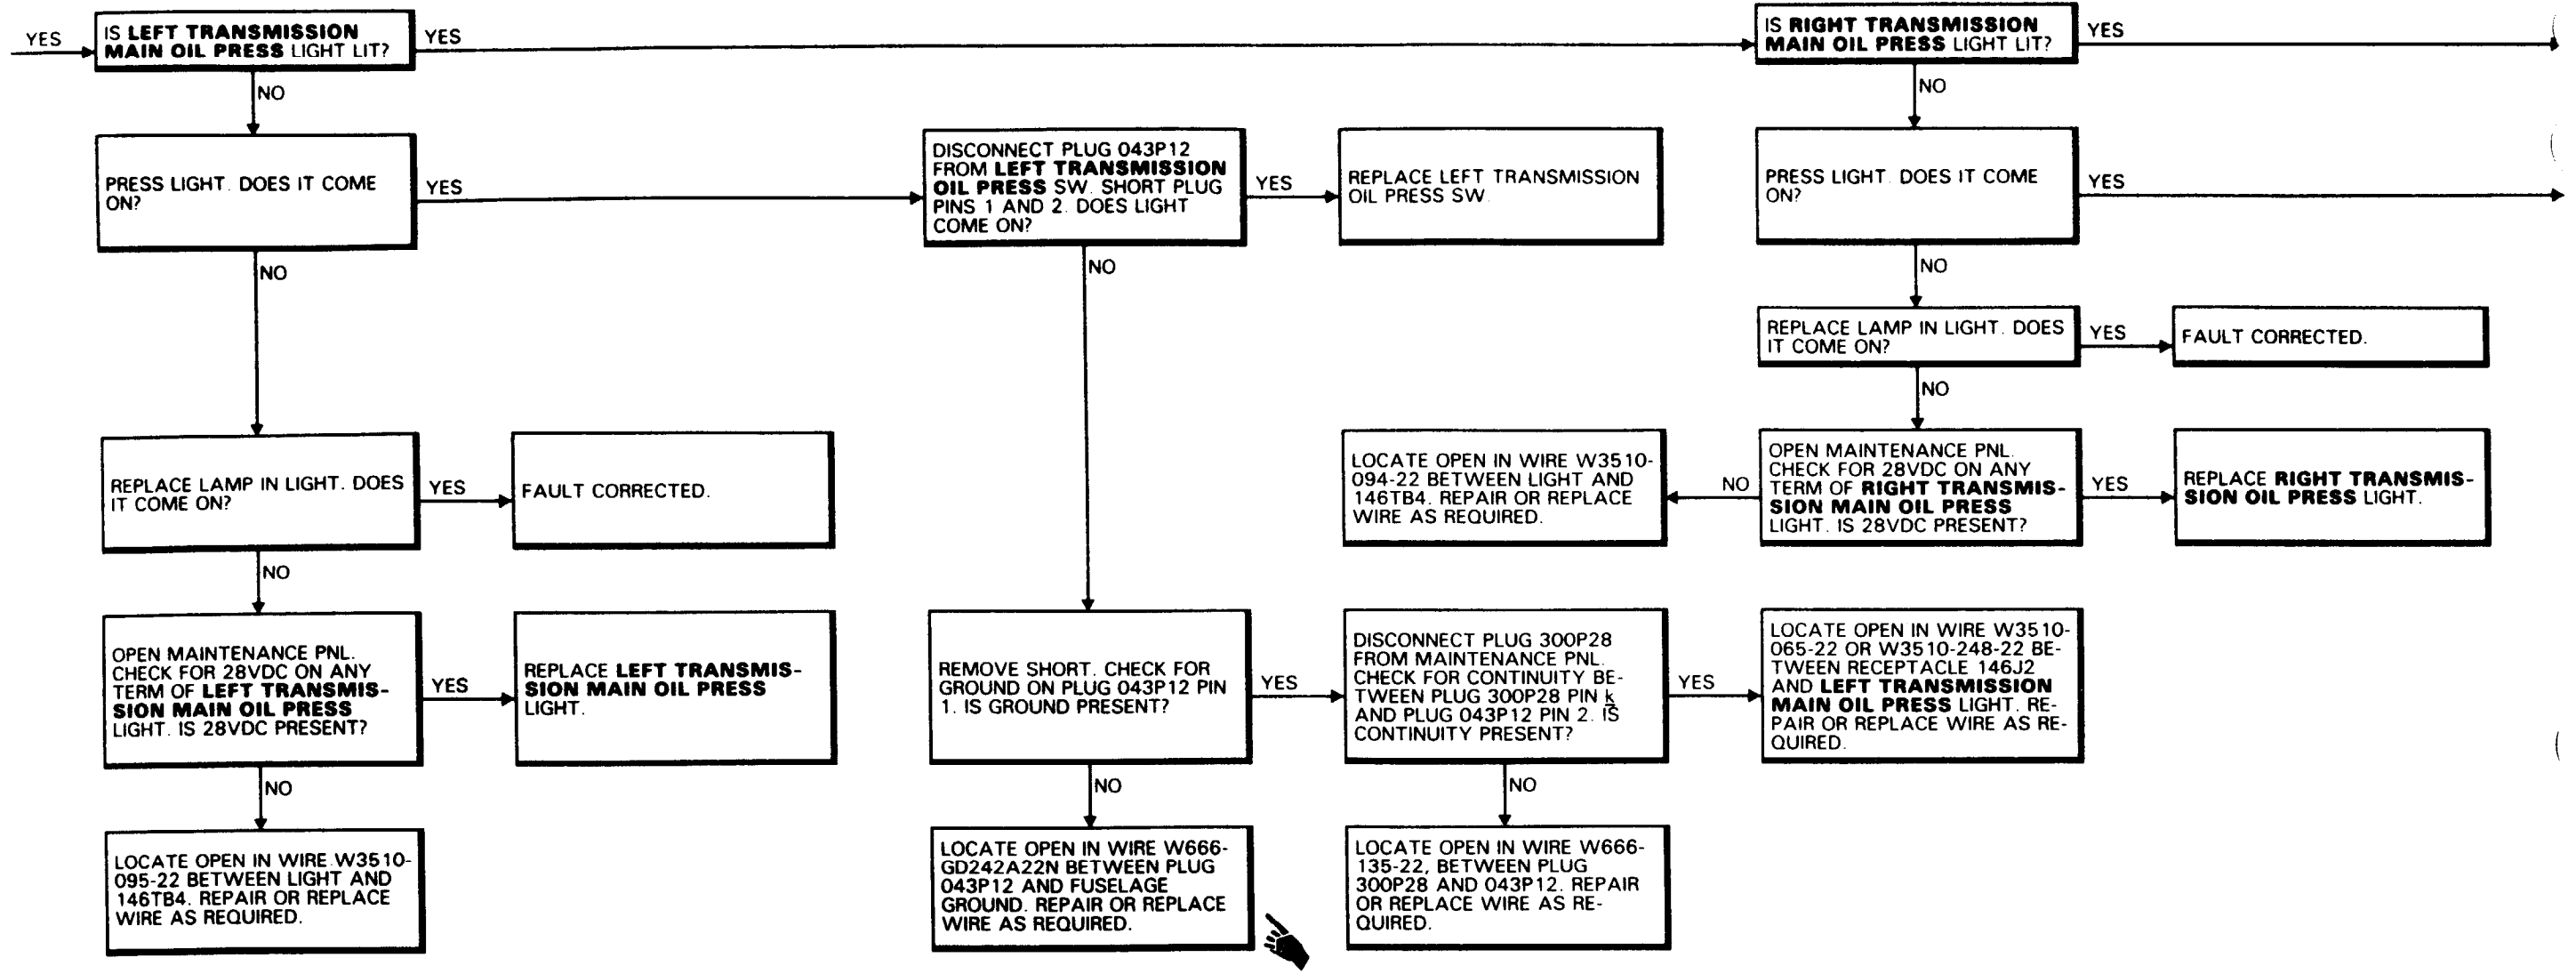 YES
IS LEFT TRANSMISSION
MAIN OIL PRESS LIGHT LIT?
YES
NO
PRESS LIGHT. DOES IT COME
ON?
YES
NO
REPLACE LAMP IN LIGHT. DOES
IT COME ON?
YES
FAULT CORRECTED.
NO
OPEN MAINTENANCE PNL.
CHECK FOR 28VDC ON ANY
TERM OF LEFT TRANSMIS-
SION MAIN OIL PRESS
LIGHT. IS 28VDC PRESENT?
YES
REPLACE LEFT TRANSMIS-
SION MAIN OIL PRESS
LIGHT.
NO
LOCATE OPEN IN WIRE W3510-
095-22 BETWEEN LIGHT AND
146TB4. REPAIR OR REPLACE
WIRE AS REQUIRED.
DISCONNECT PLUG 043P12
FROM LEFT TRANSMISSION
OIL PRESS SW. SHORT PLUG
PINS 1 AND 2. DOES LIGHT
COME ON?
YES
REPLACE LEFT TRANSMISSION
OIL PRESS SW.
NO
REMOVE SHORT. CHECK FOR
GROUND ON PLUG 043P12 PIN
1. IS GROUND PRESENT?
YES
DISCONNECT PLUG 300P28
FROM MAINTENANCE PNL.
CHECK FOR CONTINUITY BE-
TWEEN PLUG 300P28 PIN k
AND PLUG 043P12 PIN 2. IS
CONTINUITY PRESENT?
YES
LOCATE OPEN IN WIRE W3510-
065-22 OR W3510-248-22 BE-
TWEEN RECEPTACLE 146J2
AND LEFT TRANSMISSION
MAIN OIL PRESS LIGHT. RE-
PAIR OR REPLACE WIRE AS RE-
QUIRED.
NO
LOCATE OPEN IN WIRE W666-
GD242A22N BETWEEN PLUG
043P12 AND FUSELAGE
GROUND. REPAIR OR REPLACE
WIRE AS REQUIRED.
NO
LOCATE OPEN IN WIRE W666-
135-22, BETWEEN PLUG
300P28 AND 043P12. REPAIR
OR REPLACE WIRE AS RE-
QUIRED.
IS RIGHT TRANSMISSION
MAIN OIL PRESS LIGHT LIT?
YES
NO
PRESS LIGHT. DOES IT COME
ON?
YES
NO
REPLACE LAMP IN LIGHT. DOES
IT COME ON?
YES
FAULT CORRECTED.
NO
OPEN MAINTENANCE PNL.
CHECK FOR 28VDC ON ANY
TERM OF RIGHT TRANSMIS-
SION MAIN OIL PRESS
LIGHT. IS 28VDC PRESENT?
YES
REPLACE RIGHT TRANSMIS-
SION OIL PRESS LIGHT.
NO
LOCATE OPEN IN WIRE W3510-
094-22 BETWEEN LIGHT AND
146TB4. REPAIR OR REPLACE
WIRE AS REQUIRED.